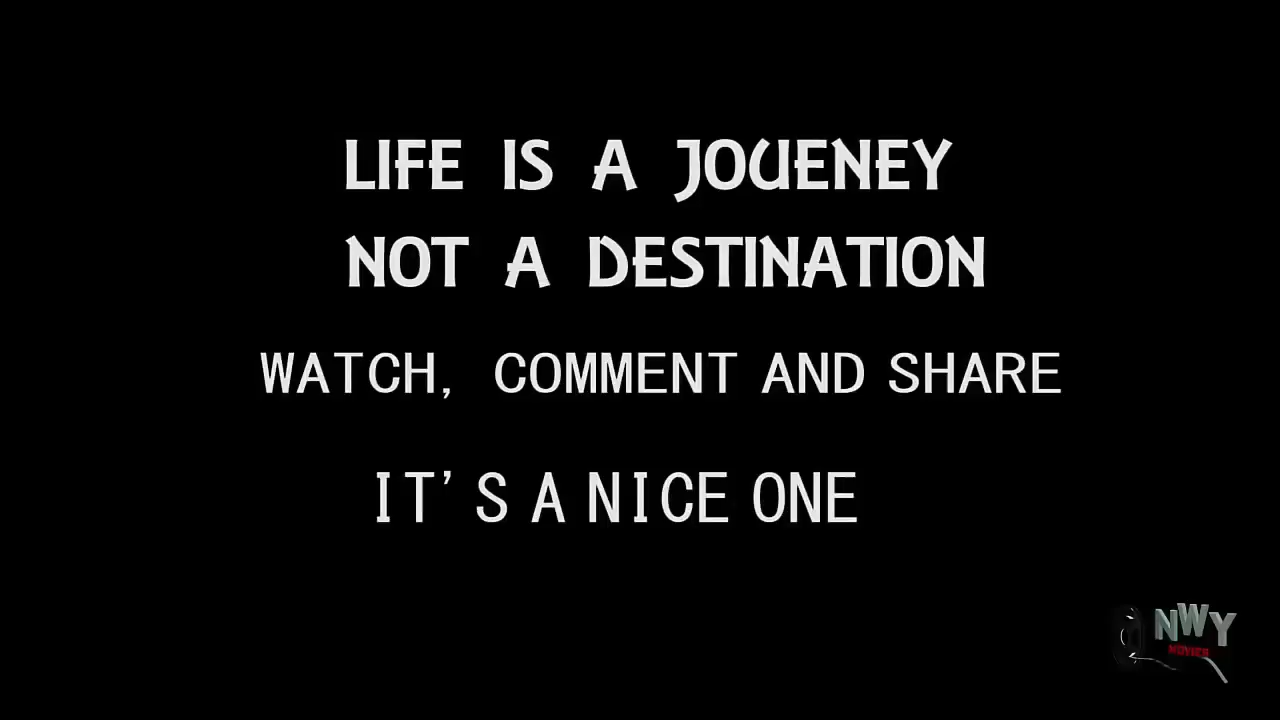 LIFE IS A JOUENEY
NOT A DESTINATION
WATCH, COMMENT AND SHARE
IT'S A NICE ONE
NWY
MOVIES